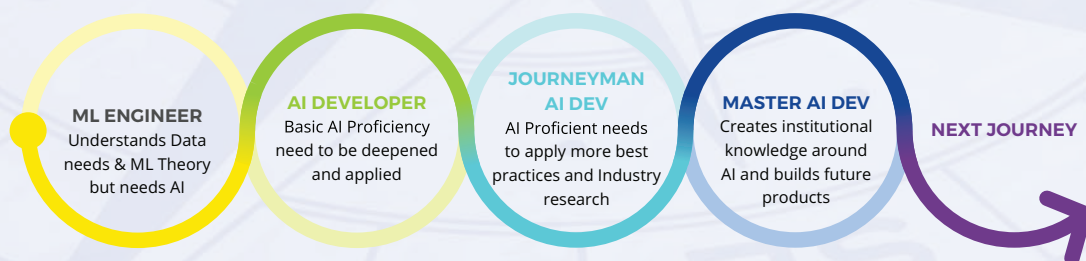 ML ENGINEER
Understands Data
needs & ML Theory
but needs AI
AI DEVELOPER
Basic AI Proficiency
need to be deepened
and applied
JOURNEYMAN
AI DEV
AI Proficient needs
to apply more best
practices and Industry
research
MASTER AI DEV
Creates institutional
knowledge around
AI and builds future
products
NEXT JOURNEY